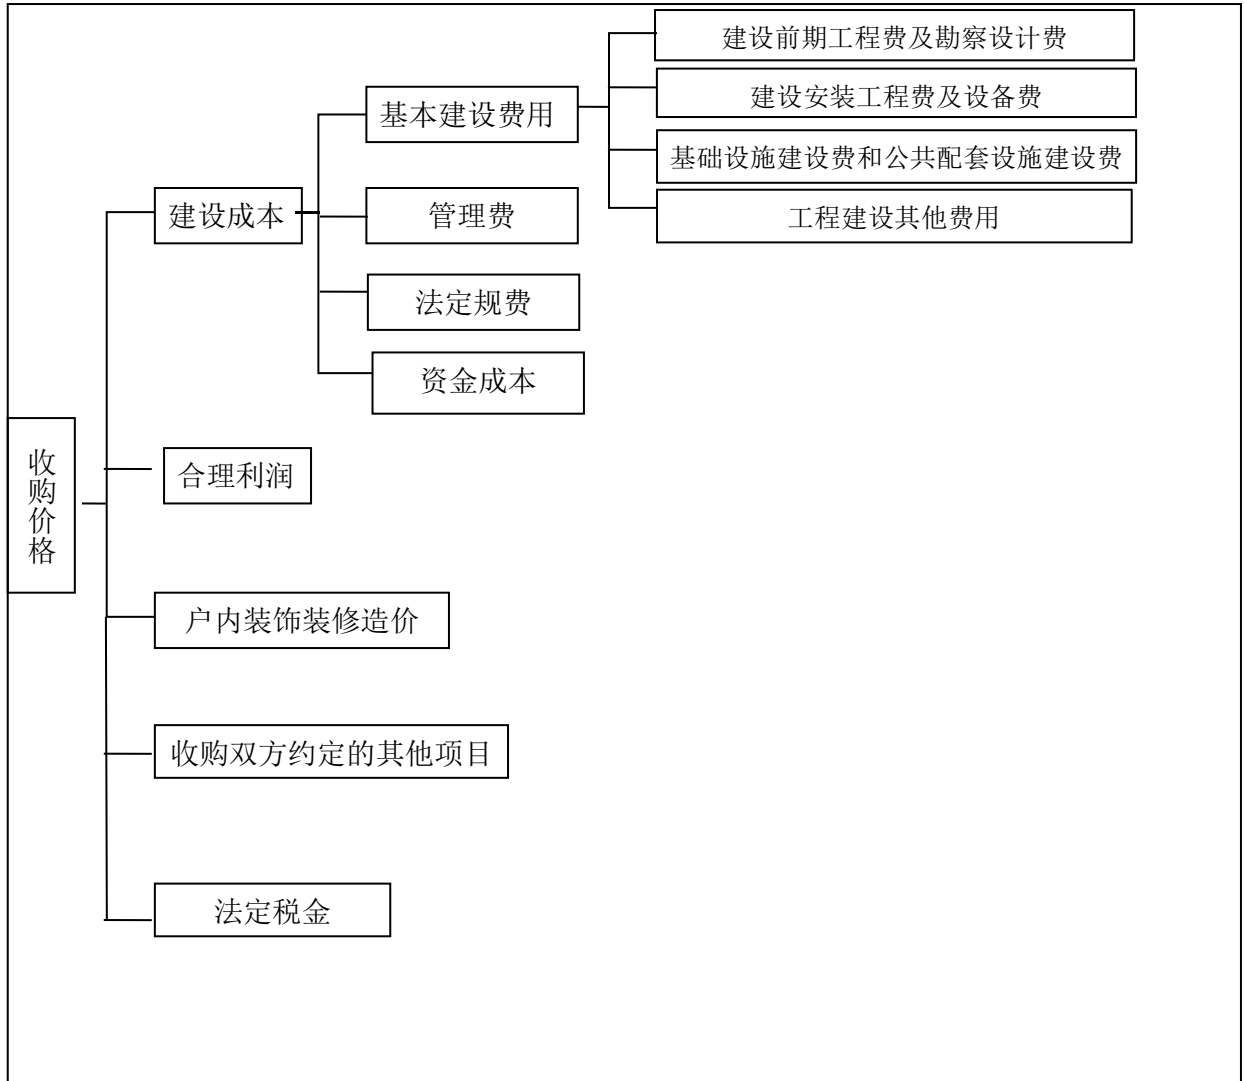 建设前期工程费及勘察设计费
建设安装工程费及设备费
基本建设费用
基础设施建设费和公共配套设施建设费
工程建设其他费用
建设成本
管理费
法定规费
资金成本
收购价格
合理利润
户内装饰装修造价
收购双方约定的其他项目
法定税金